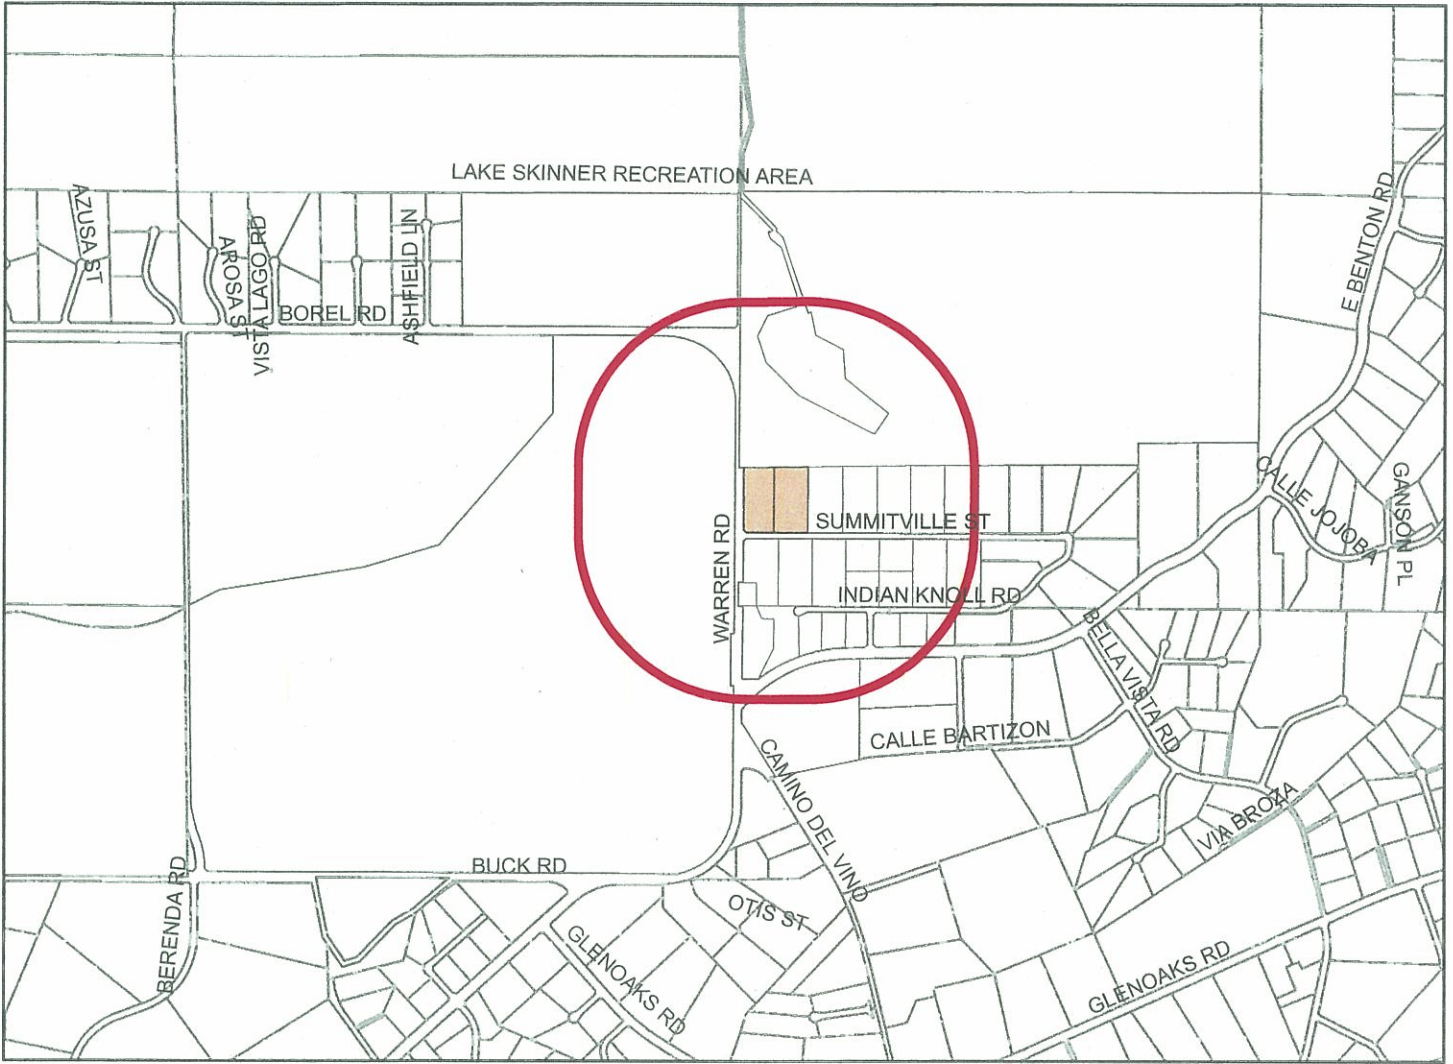 LAKE SKINNER RECREATION AREA
E BENTON RD
AZUSA ST
AROSA ST
VISTA LAGO RD
ASHFIELD LN
BOREL RD
CALLE JOJOBA
GANSON PL
SUMMITVILLE ST
WARREN RD
INDIAN KNOLL RD
BELLA VISTA RD
CALLE BARTIZON
CAMINO DEL VINO
VIA BROZA
BUCK RD
BERENDA RD
OTIS ST
GLENOAKS RD
GLENOAKS RD